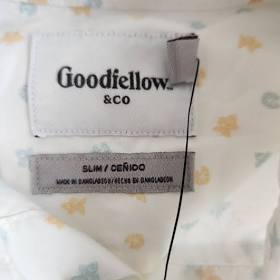 Goodfellow
& CO
SLIM / CEÑIDO
MADE IN BANGLADESH/HECHO EN BANGLADESH